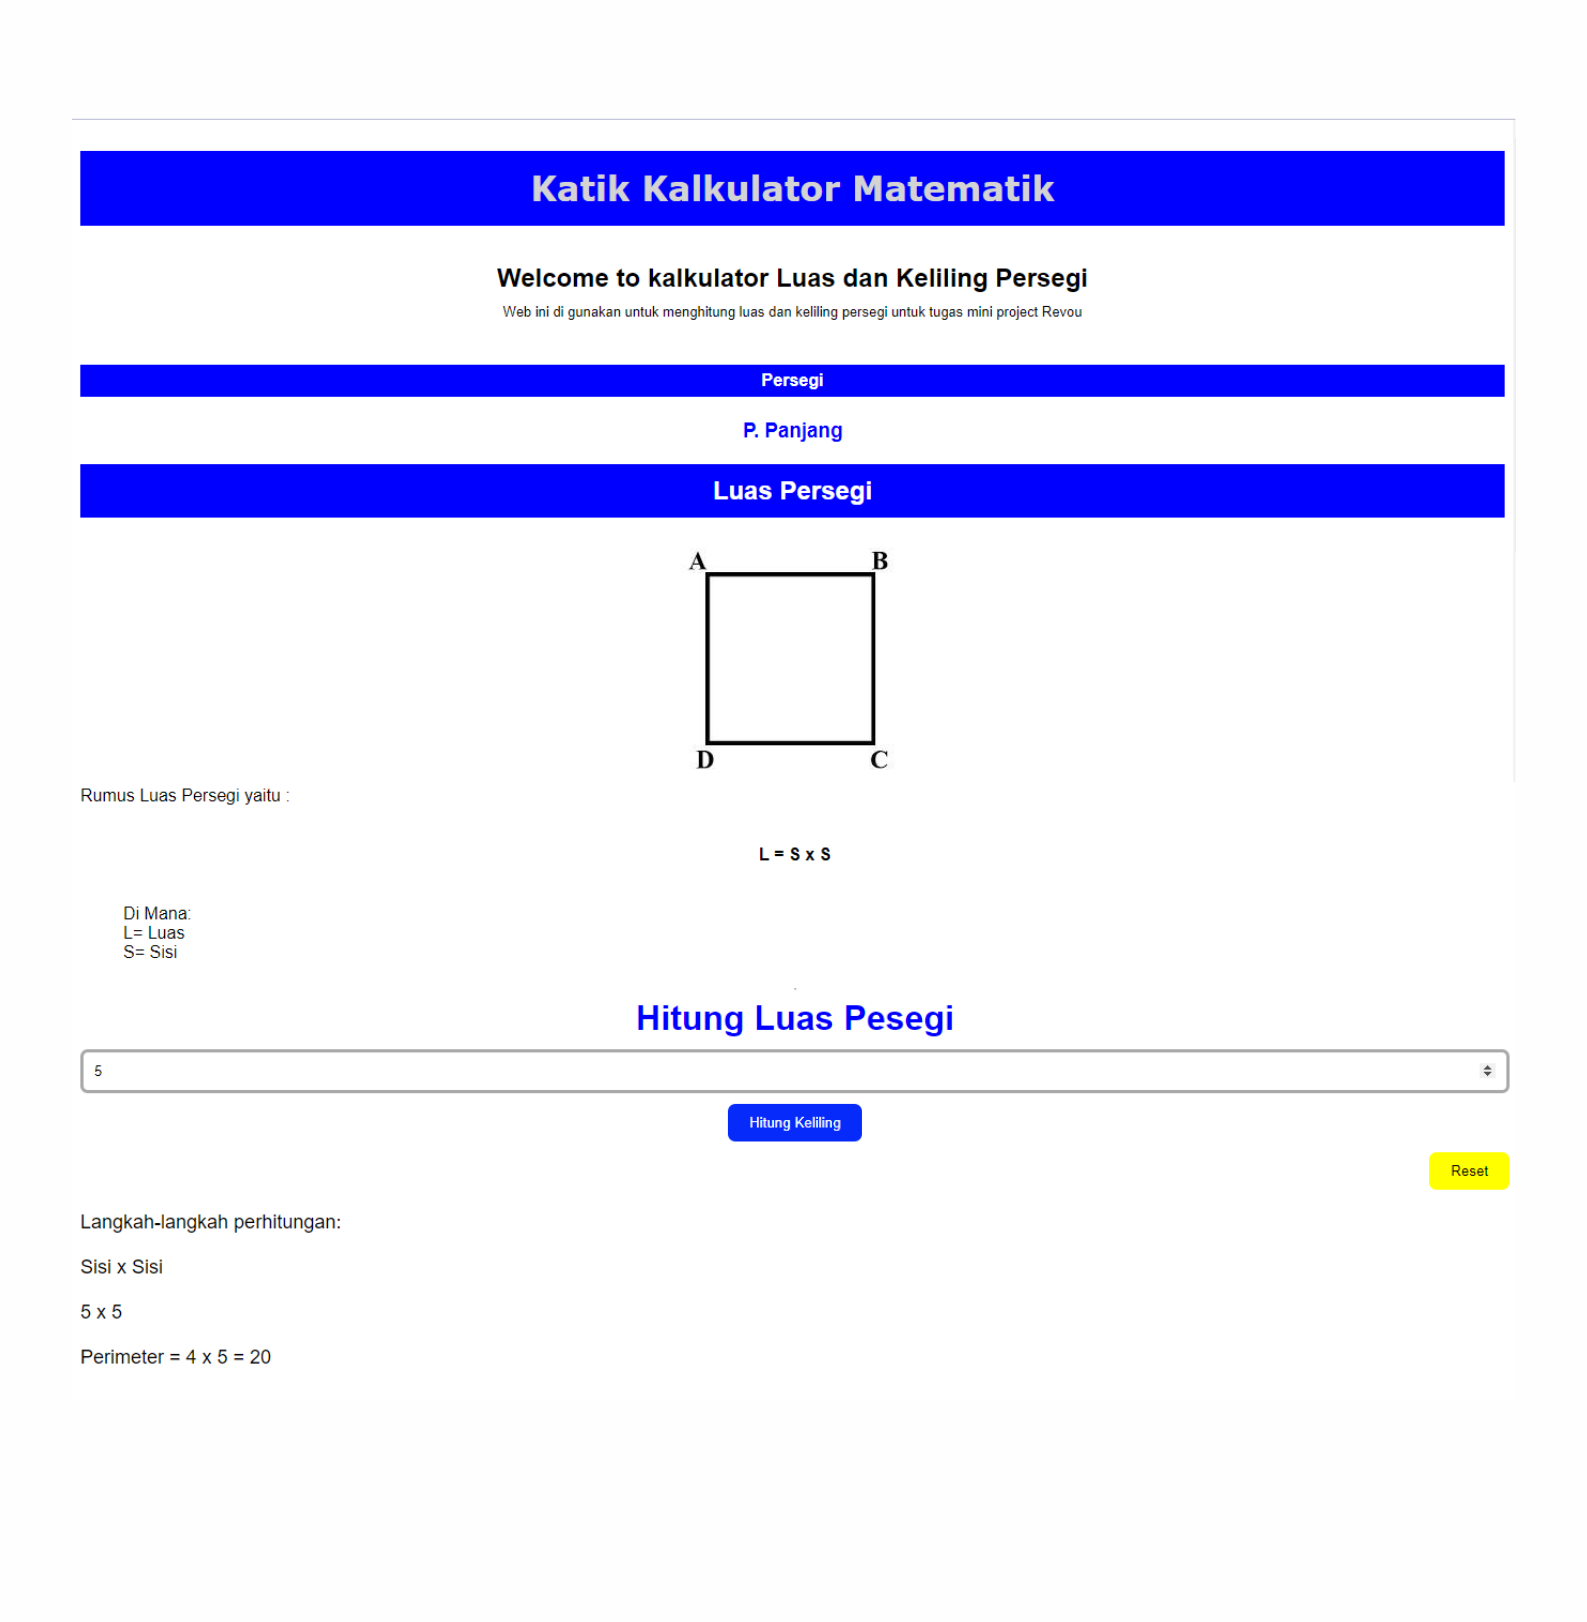 Katik Kalkulator Matematik
Welcome to kalkulator Luas dan Keliling Persegi
Web ini di gunakan untuk menghitung luas dan keliling persegi untuk tugas mini project Revou
Persegi
P. Panjang
Luas Persegi
A B
D C
Rumus Luas Persegi yaitu :
L = S x S
Di Mana:
L= Luas
S= Sisi
Hitung Luas Pesegi
5
Hitung Keliling
Reset
Langkah-langkah perhitungan:
Sisi x Sisi
5 x 5
Perimeter = 4 x 5 = 20